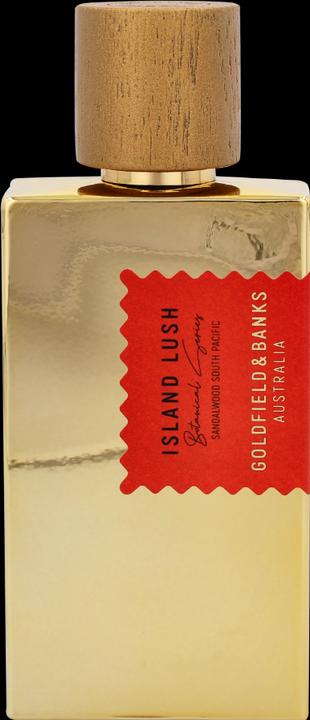 ISLAND LUSH
Botanical Series
SANDALWOOD SOUTH PACIFIC
GOLDFIELD & BANKS
AUSTRALIA